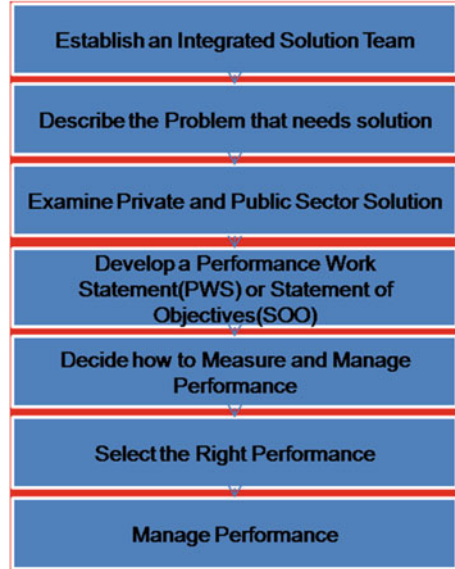 Establish an Integrated Solution Team
Describe the Problem that needs solution
Examine Private and Public Sector Solution
Develop a Performance Work
Statement(PWS) or Statement of
Objectives(SOO)
Decide how to Measure and Manage
Performance
Select the Right Performance
Manage Performance